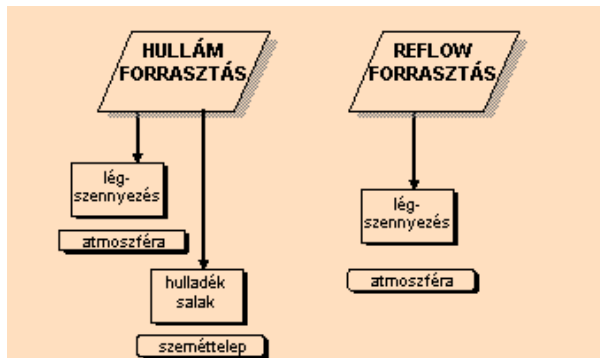 HULLÁM
FORRASZTÁS
lég-
szennyezés
atmoszféra
hulladék
salak
szeméttelep
REFLOW
FORRASZTÁS
lég-
szennyezés
atmoszféra